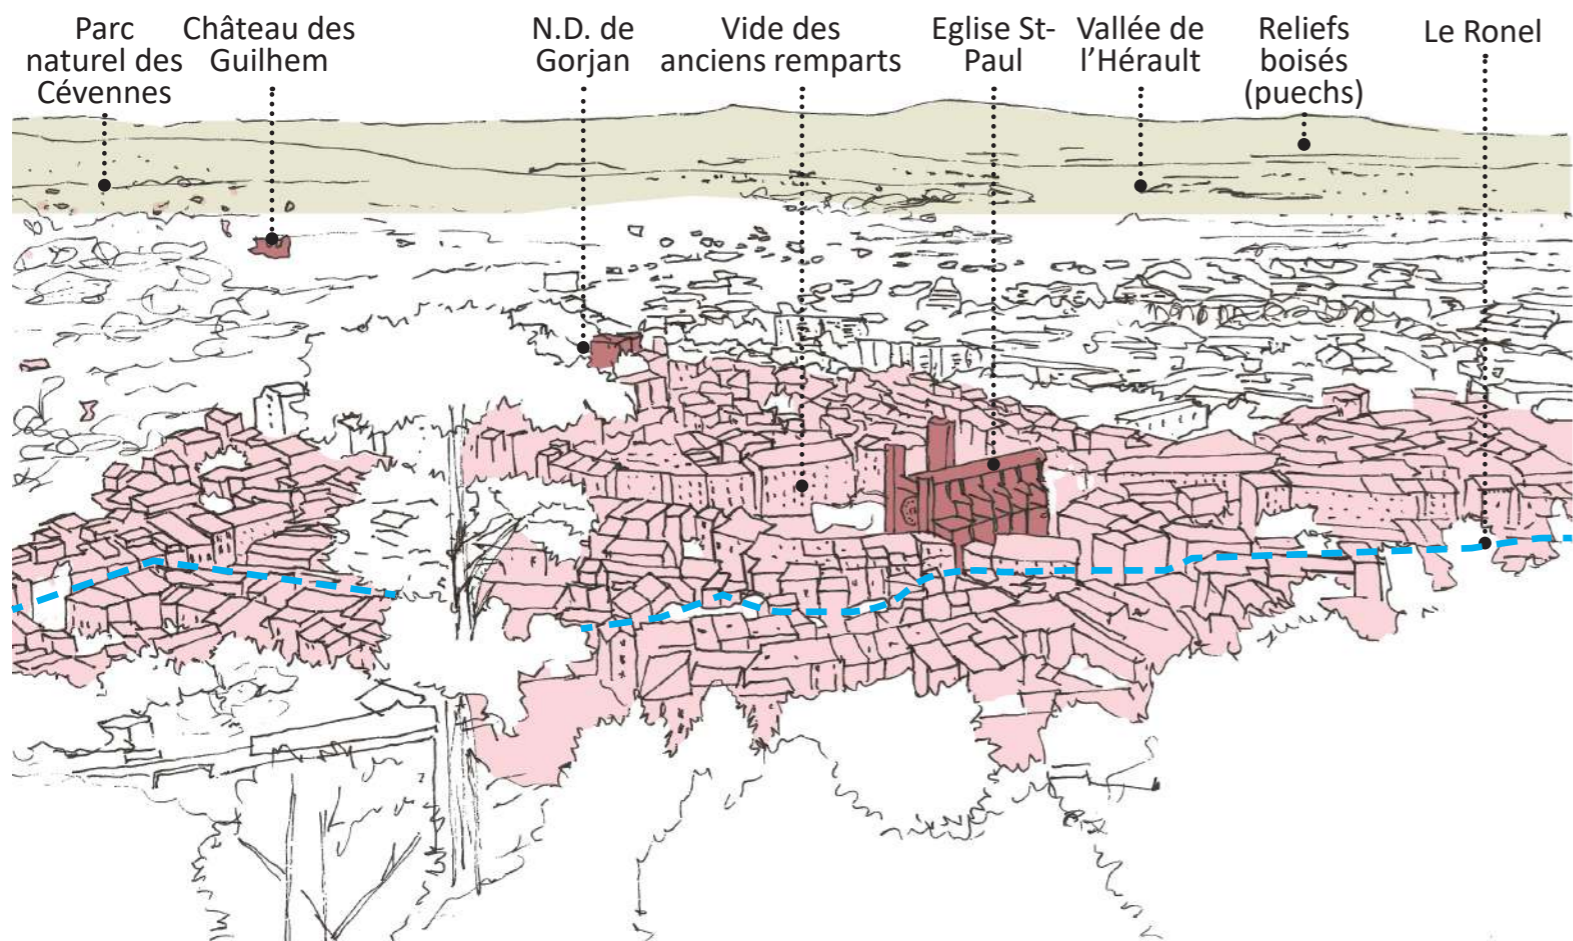 Parc
naturel des
Cévennes
Château des
Guilhem
N.D. de
Gorjan
Vide des
anciens remparts
Eglise St-
Paul
Vallée de
l'Hérault
Reliefs
boisés
(puechs)
Le Ronel